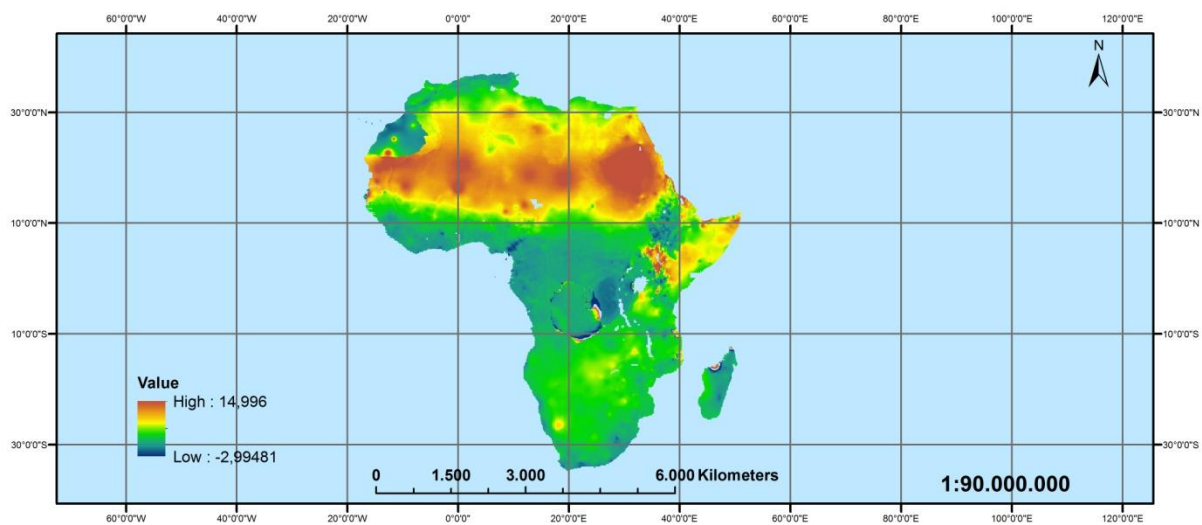 60°0'0"W 40°0'0"W 20°0'0"W 0°0'0" 20°0'0"E 40°0'0"E 60°0'0"E 80°0'0"E 100°0'0"E 120°0'0"E
N
30°0'0"N 30°0'0"N
10°0'0"N 10°0'0"N
10°0'0"S 10°0'0"S
Value
High : 14,996
Low : -2,99481
30°0'0"S 30°0'0"S
0 1.500 3.000 6.000 Kilometers
1:90.000.000
60°0'0"W 40°0'0"W 20°0'0"W 0°0'0" 20°0'0"E 40°0'0"E 60°0'0"E 80°0'0"E 100°0'0"E 120°0'0"E